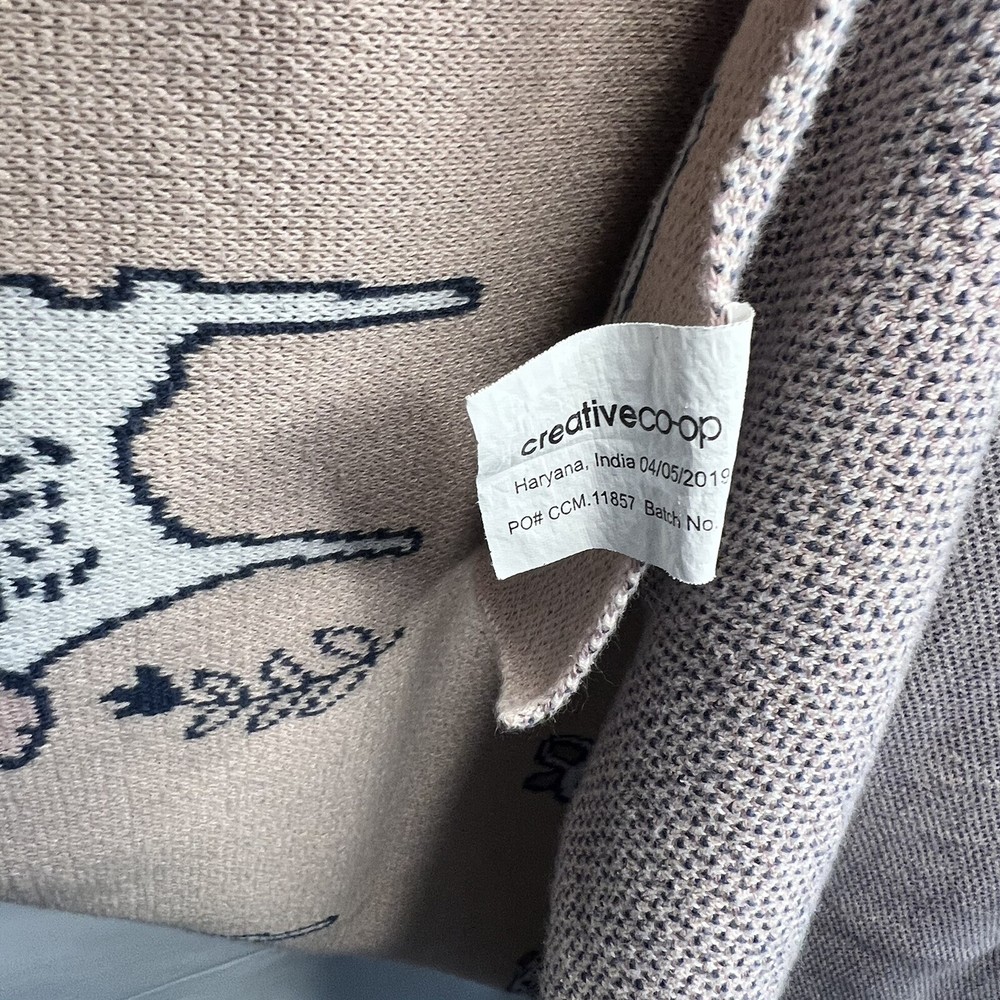 creativeco-op
Haryana, India 04/05/2019
PO# CCM.11857 Batch No.